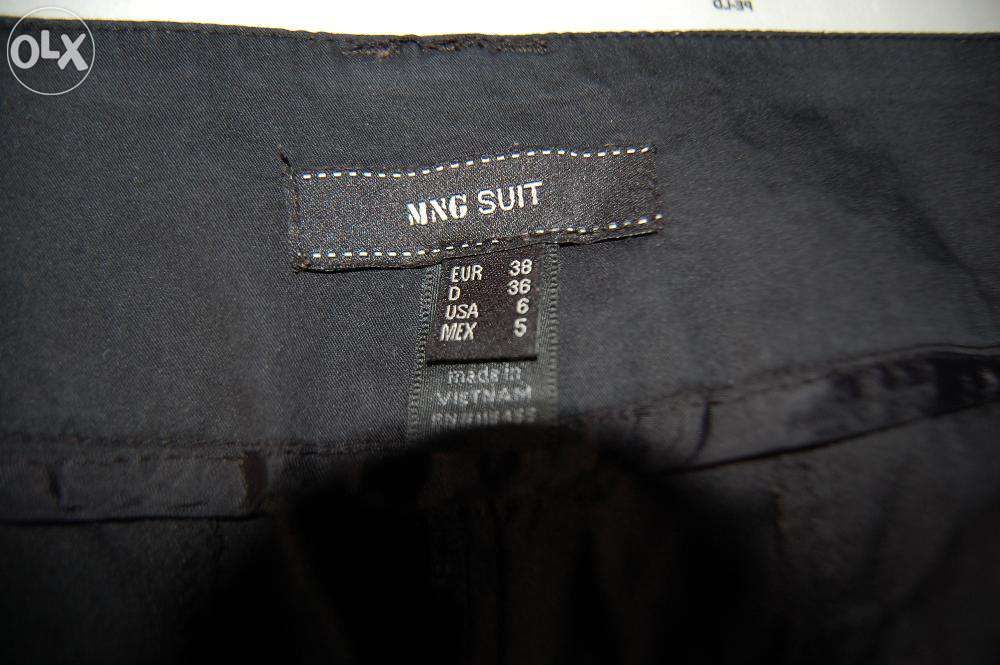 OLX
MNG SUIT
EUR 38
D 36
USA 6
MEX 5
made in
VIETNAM